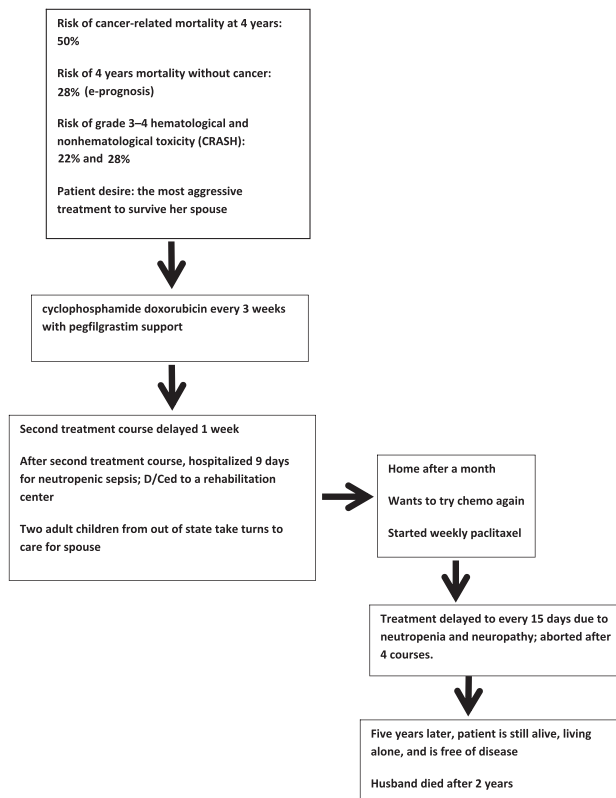 Risk of cancer-related mortality at 4 years:
50%
Risk of 4 years mortality without cancer:
28% (e-prognosis)
Risk of grade 3–4 hematological and
nonhematological toxicity (CRASH):
22% and 28%
Patient desire: the most aggressive
treatment to survive her spouse
cyclophosphamide doxorubicin every 3 weeks
with pegfilgrastim support
Second treatment course delayed 1 week
After second treatment course, hospitalized 9 days
for neutropenic sepsis; D/Ced to a rehabilitation
center
Two adult children from out of state take turns to
care for spouse
Home after a month
Wants to try chemo again
Started weekly paclitaxel
Treatment delayed to every 15 days due to
neutropenia and neuropathy; aborted after
4 courses.
Five years later, patient is still alive, living
alone, and is free of disease
Husband died after 2 years